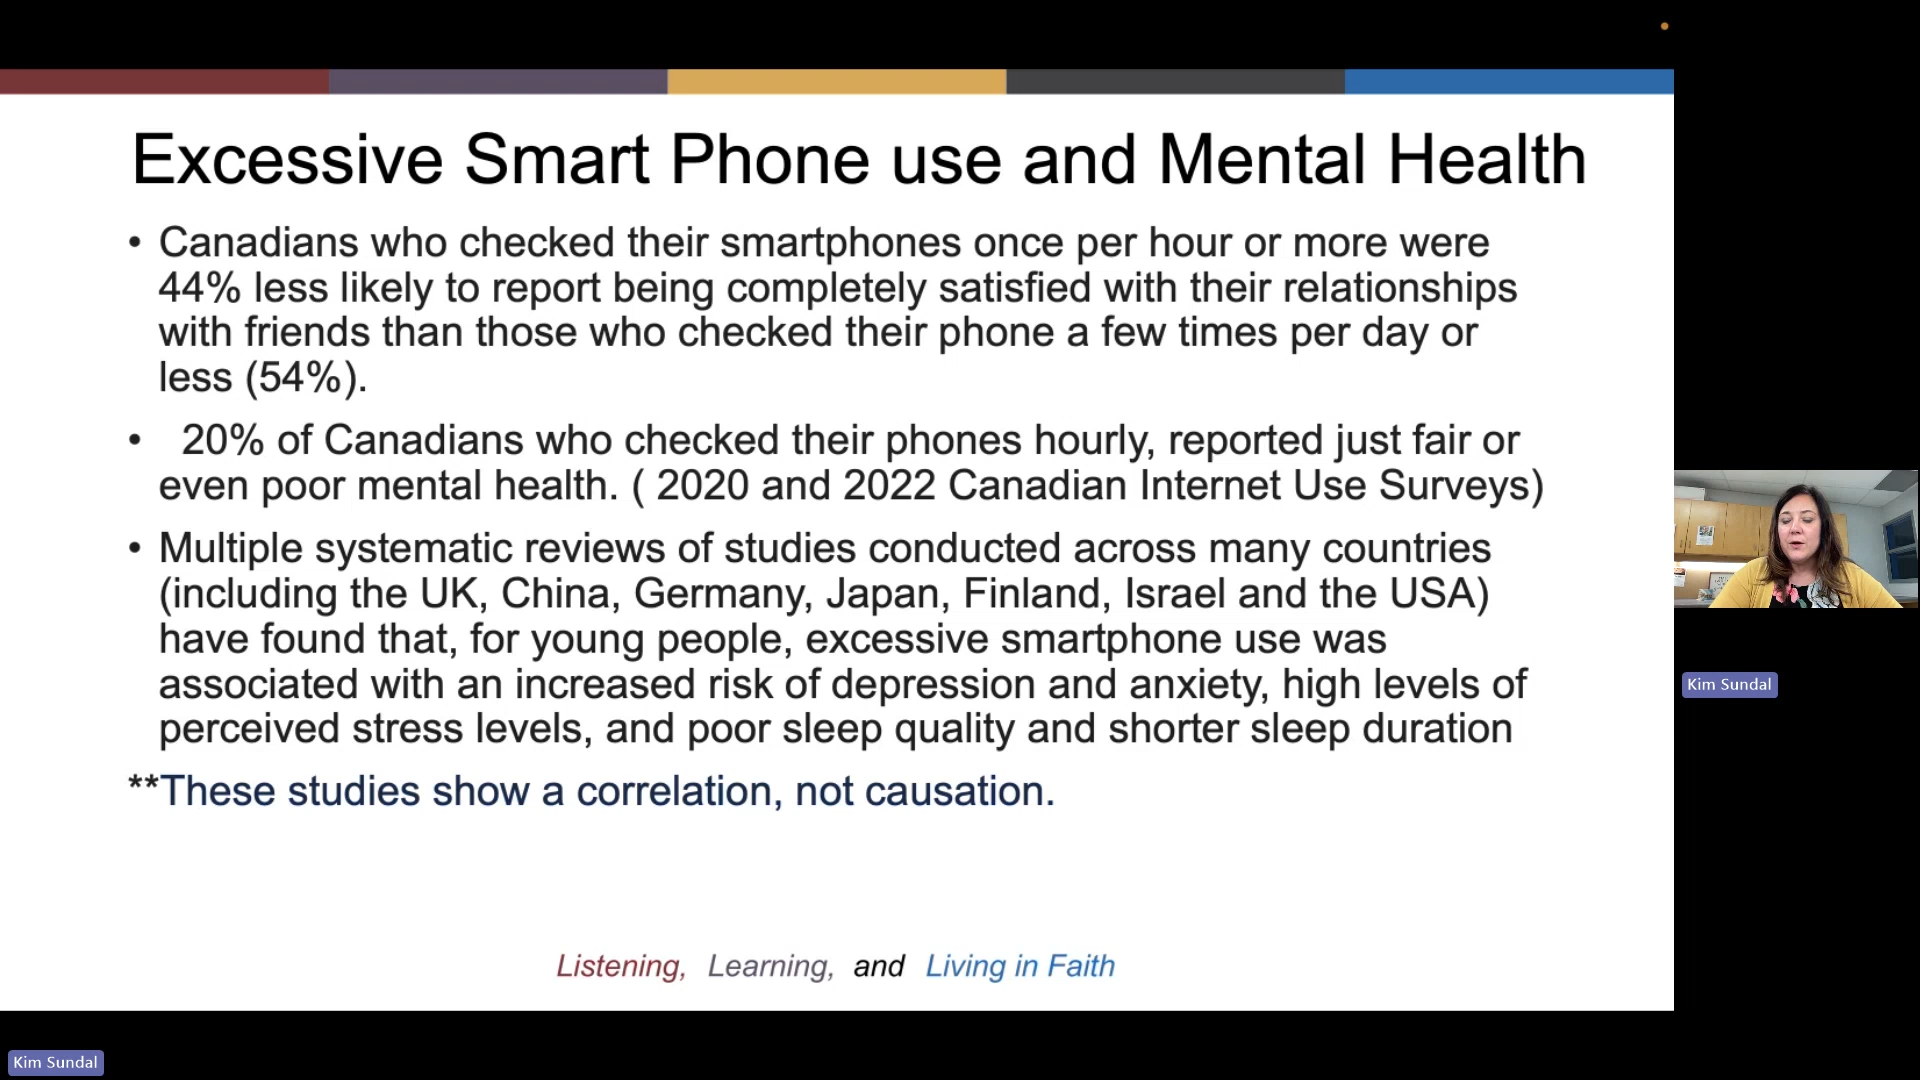 Excessive Smart Phone use and Mental Health
• Canadians who checked their smartphones once per hour or more were
44% less likely to report being completely satisfied with their relationships
with friends than those who checked their phone a few times per day or
less (54%).
• 20% of Canadians who checked their phones hourly, reported just fair or
even poor mental health. ( 2020 and 2022 Canadian Internet Use Surveys)
• Multiple systematic reviews of studies conducted across many countries
(including the UK, China, Germany, Japan, Finland, Israel and the USA)
have found that, for young people, excessive smartphone use was
associated with an increased risk of depression and anxiety, high levels of
perceived stress levels, and poor sleep quality and shorter sleep duration
**These studies show a correlation, not causation.
Listening, Learning, and Living in Faith
Kim Sundal
Kim Sundal